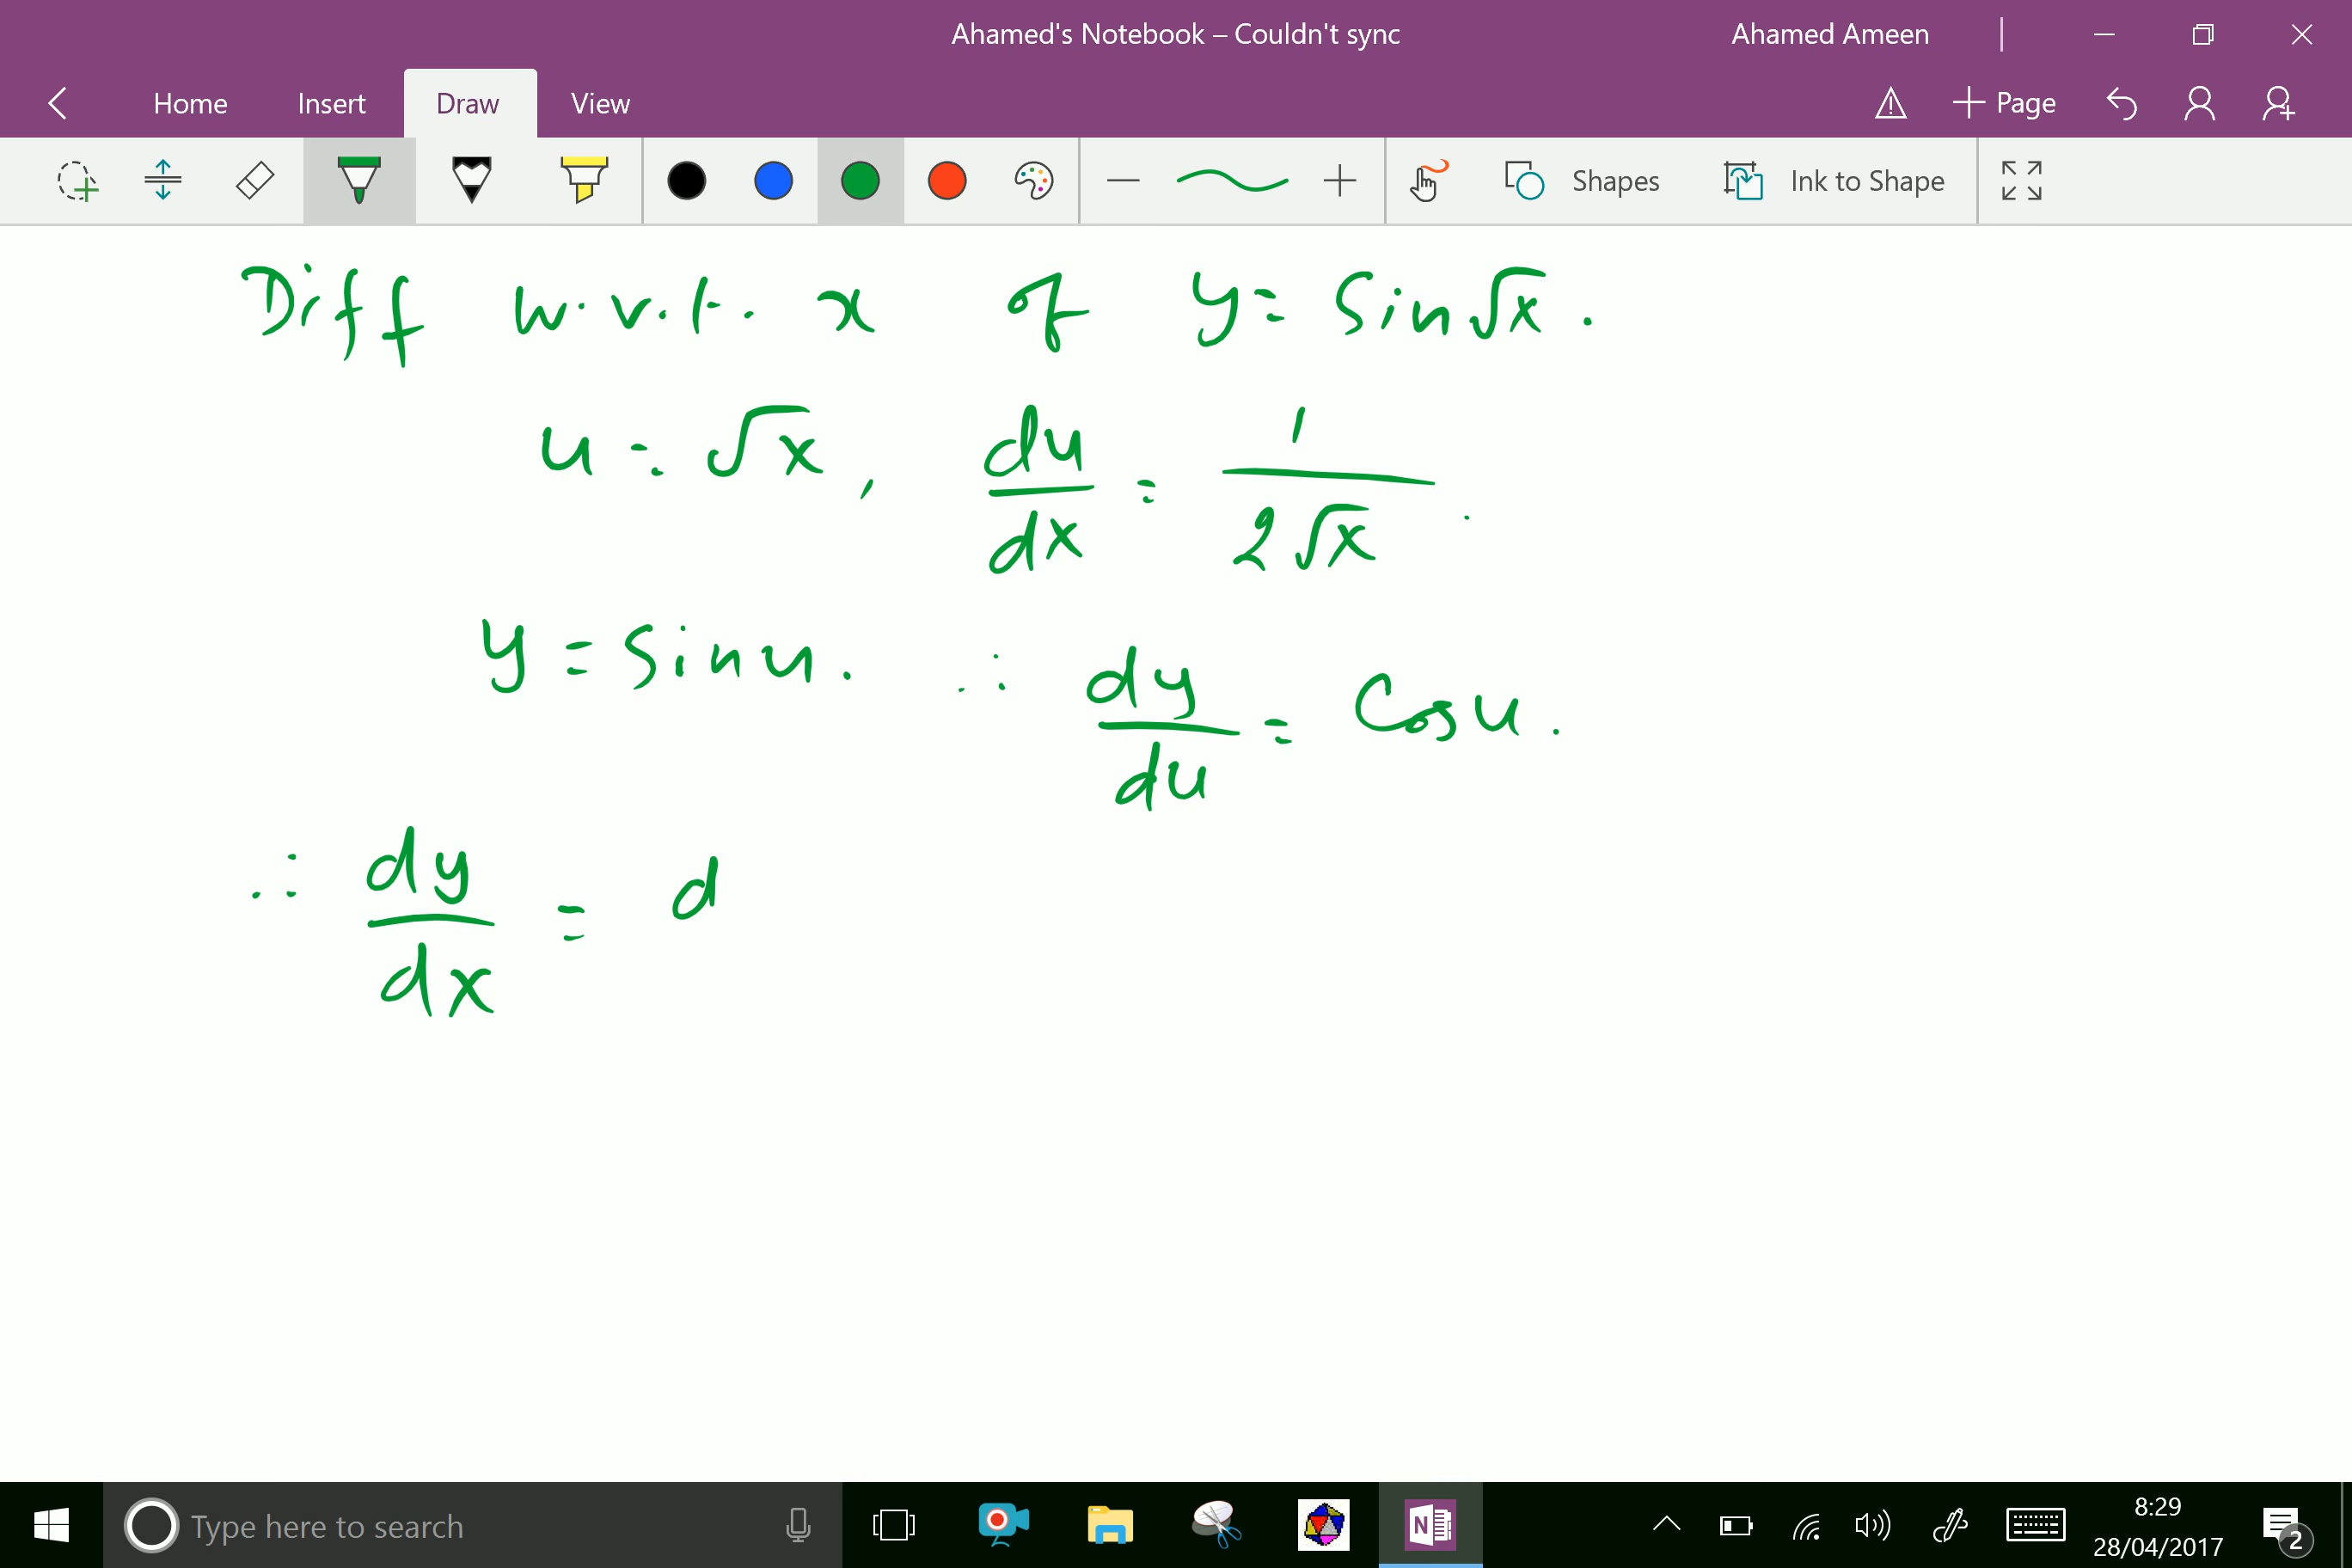 Ahamed's Notebook – Couldn't sync Ahamed Ameen
Home Insert Draw View + Page
Shapes Ink to Shape
Diff w.r.t. x of y = Sin√x.
u = √x, du/dx = 1/2√x.
y = Sin u. ∴ dy/du = Cos u.
∴ dy/dx = d
Type here to search
N
8:29
28/04/2017
2